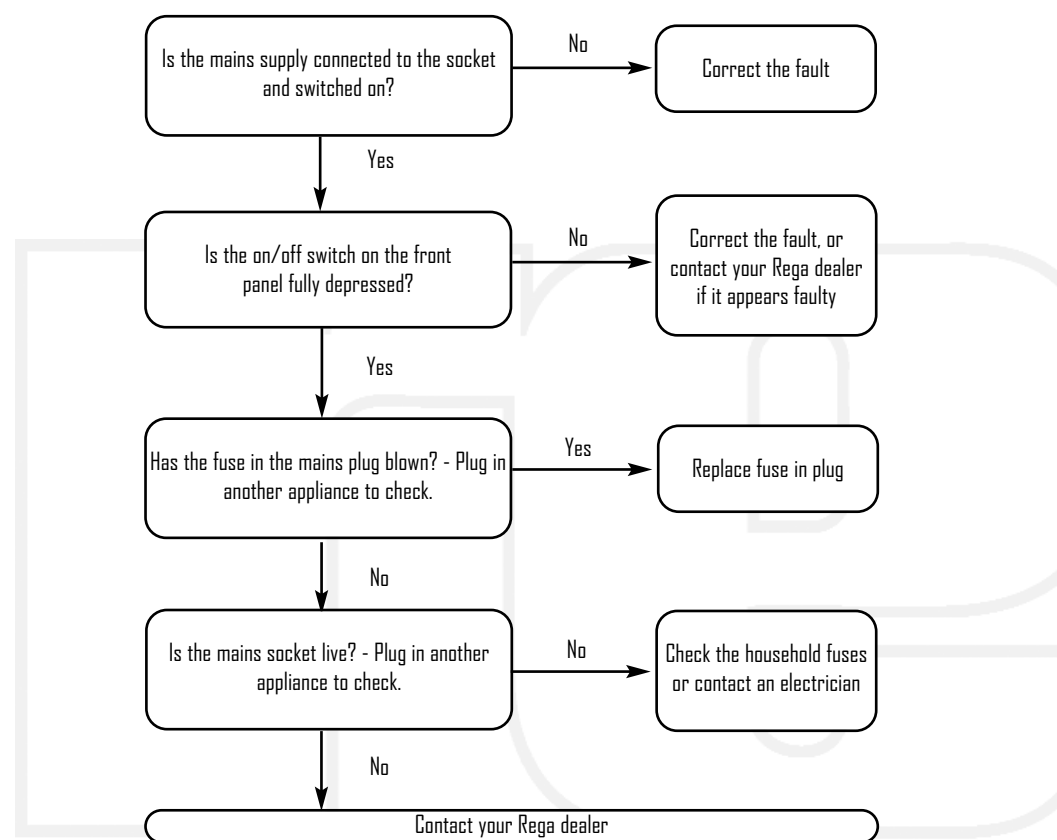 Is the mains supply connected to the socket
and switched on?
No
Correct the fault
Yes
Is the on/off switch on the front
panel fully depressed?
No
Correct the fault, or
contact your Rega dealer
if it appears faulty
Yes
Has the fuse in the mains plug blown? - Plug in
another appliance to check.
Yes
Replace fuse in plug
No
Is the mains socket live? - Plug in another
appliance to check.
No
Check the household fuses
or contact an electrician
No
Contact your Rega dealer